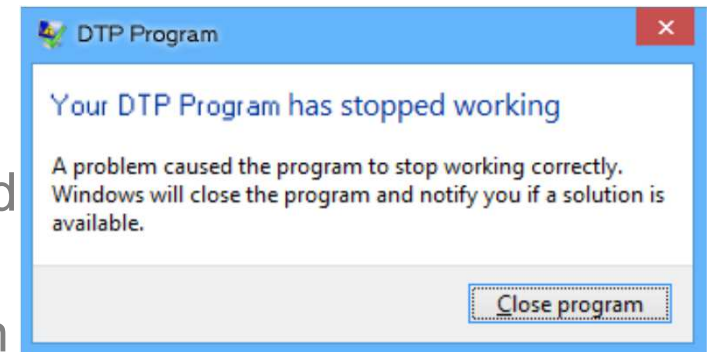 DTP Program
Your DTP Program has stopped working
A problem caused the program to stop working correctly.
Windows will close the program and notify you if a solution is
available.
d
Close program